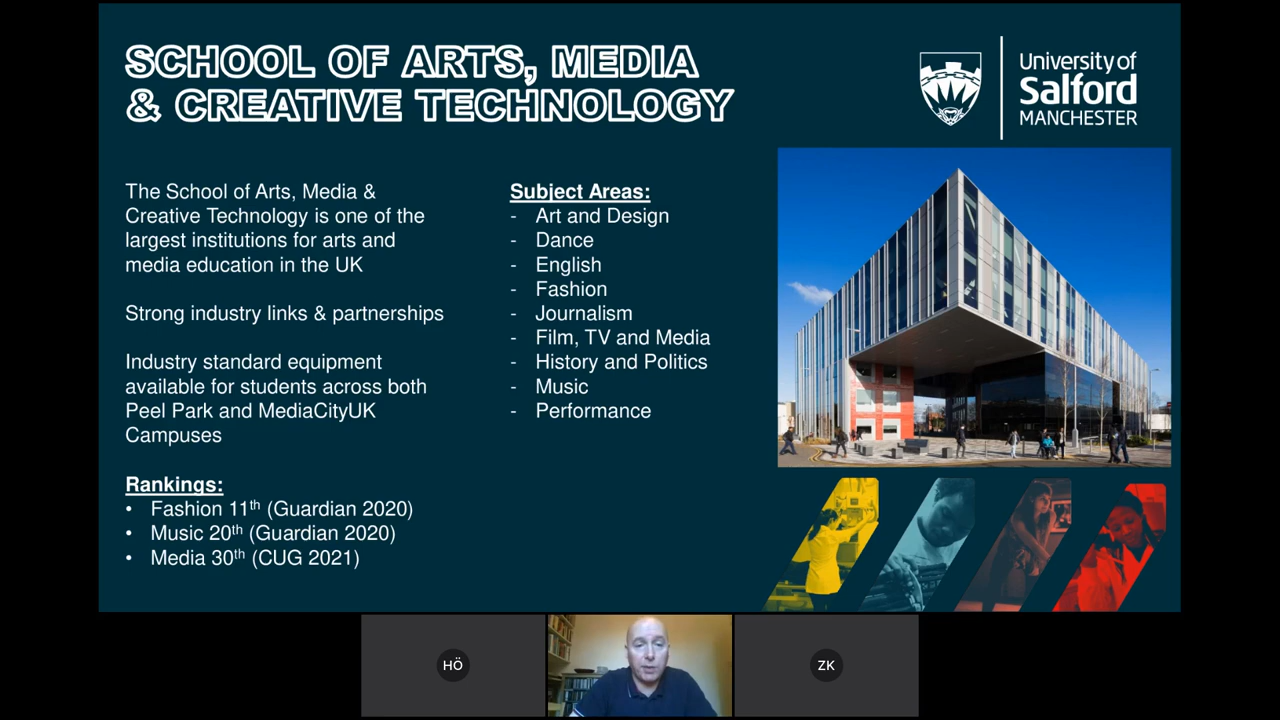 SCHOOL OF ARTS, MEDIA
& CREATIVE TECHNOLOGY
University of
Salford
MANCHESTER
The School of Arts, Media &
Creative Technology is one of the
largest institutions for arts and
media education in the UK
Strong industry links & partnerships
Industry standard equipment
available for students across both
Peel Park and MediaCityUK
Campuses
Rankings:
• Fashion 11th (Guardian 2020)
• Music 20th (Guardian 2020)
• Media 30th (CUG 2021)
Subject Areas:
- Art and Design
- Dance
- English
- Fashion
- Journalism
- Film, TV and Media
- History and Politics
- Music
- Performance
HÖ
ZK